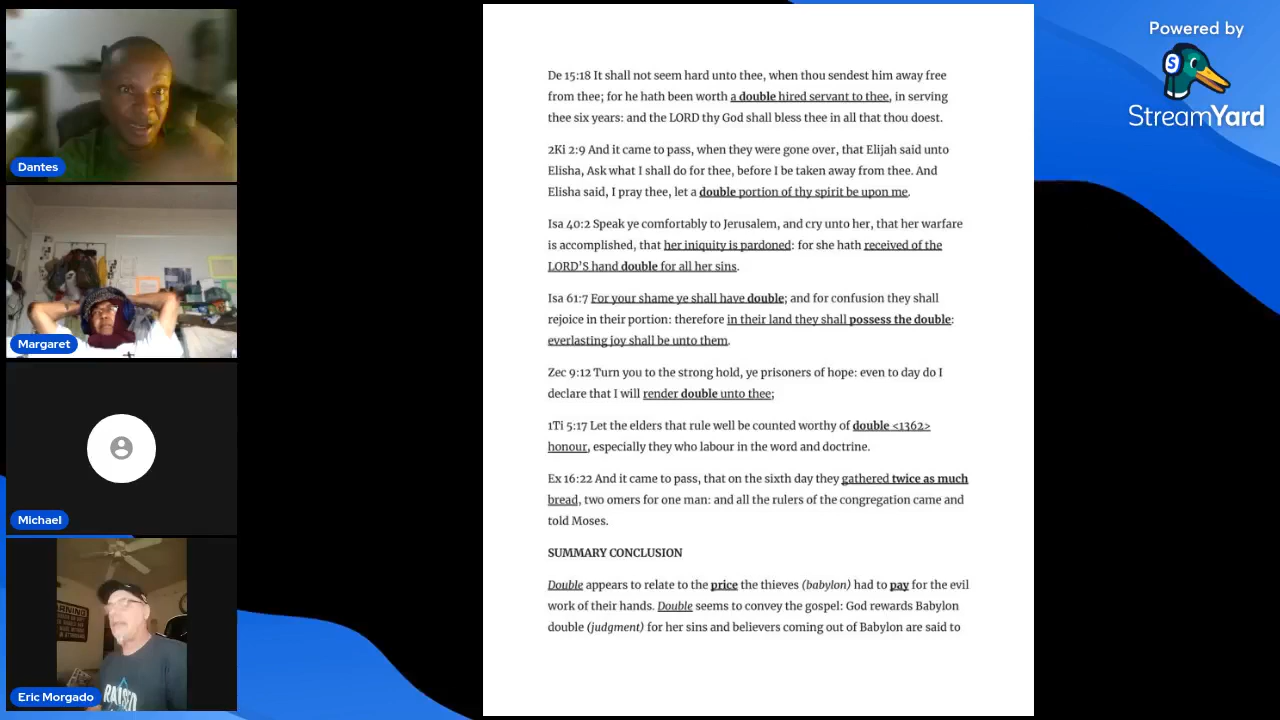 Powered by
S
StreamYard
Dantes
Margaret
Michael
ARNING
RAISED
Eric Morgado
De 15:18 It shall not seem hard unto thee, when thou sendest him away free
from thee; for he hath been worth a double hired servant to thee, in serving
thee six years: and the LORD thy God shall bless thee in all that thou doest.
2Ki 2:9 And it came to pass, when they were gone over, that Elijah said unto
Elisha, Ask what I shall do for thee, before I be taken away from thee. And
Elisha said, I pray thee, let a double portion of thy spirit be upon me.
Isa 40:2 Speak ye comfortably to Jerusalem, and cry unto her, that her warfare
is accomplished, that her iniquity is pardoned: for she hath received of the
LORD'S hand double for all her sins.
Isa 61:7 For your shame ye shall have double; and for confusion they shall
rejoice in their portion: therefore in their land they shall possess the double:
everlasting joy shall be unto them.
Zec 9:12 Turn you to the strong hold, ye prisoners of hope: even to day do I
declare that I will render double unto thee;
1Ti 5:17 Let the elders that rule well be counted worthy of double <1362>
honour, especially they who labour in the word and doctrine.
Ex 16:22 And it came to pass, that on the sixth day they gathered twice as much
bread, two omers for one man: and all the rulers of the congregation came and
told Moses.
SUMMARY CONCLUSION
Double appears to relate to the price the thieves (babylon) had to pay for the evil
work of their hands. Double seems to convey the gospel: God rewards Babylon
double (judgment) for her sins and believers coming out of Babylon are said to